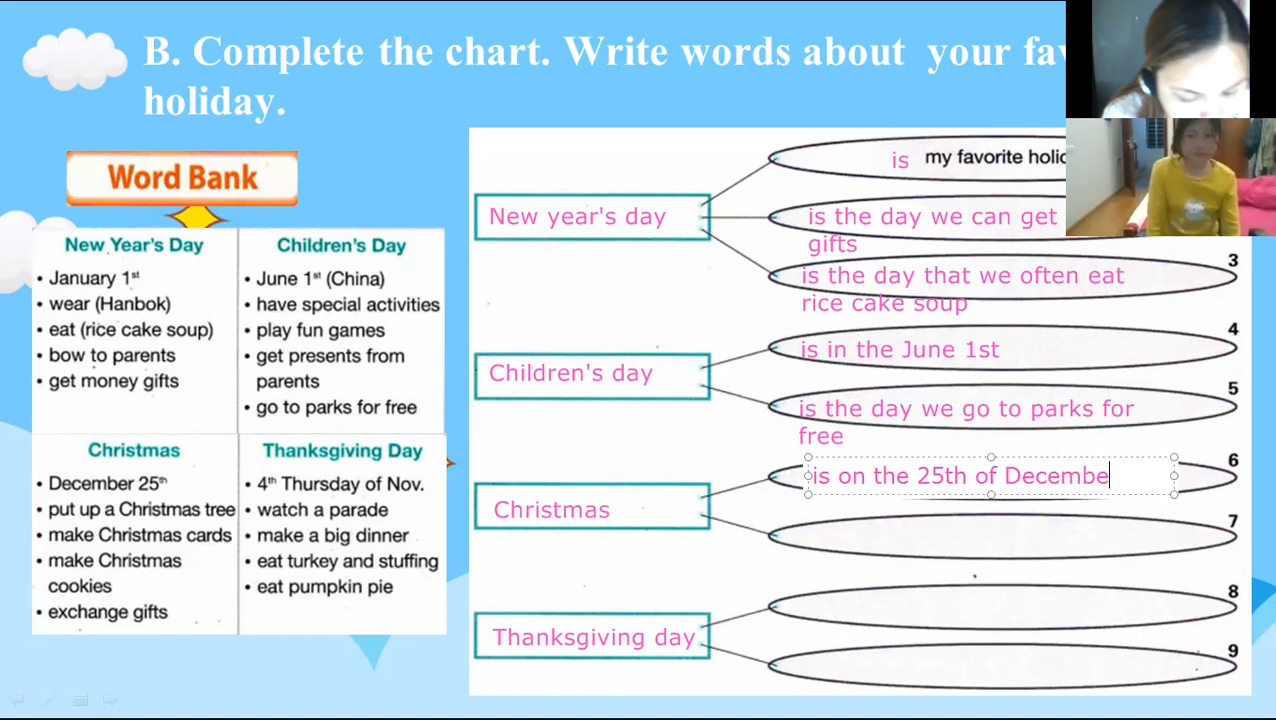 B. Complete the chart. Write words about your fav
holiday.
Word Bank
New Year's Day
• January 1st
• wear (Hanbok)
• eat (rice cake soup)
• bow to parents
• get money gifts
Children's Day
• June 1st (China)
• have special activities
• play fun games
• get presents from
parents
• go to parks for free
Christmas
• December 25th
• put up a Christmas tree
• make Christmas cards
• make Christmas
cookies
• exchange gifts
Thanksgiving Day
• 4th Thursday of Nov.
• watch a parade
• make a big dinner
• eat turkey and stuffing
• eat pumpkin pie
New year's day
is my favorite holid
is the day we can get
gifts
3
is the day that we often eat
rice cake soup
Children's day
4
is in the June 1st
5
is the day we go to parks for
free
Christmas
6
is on the 25th of Decembe
7
Thanksgiving day
8
9